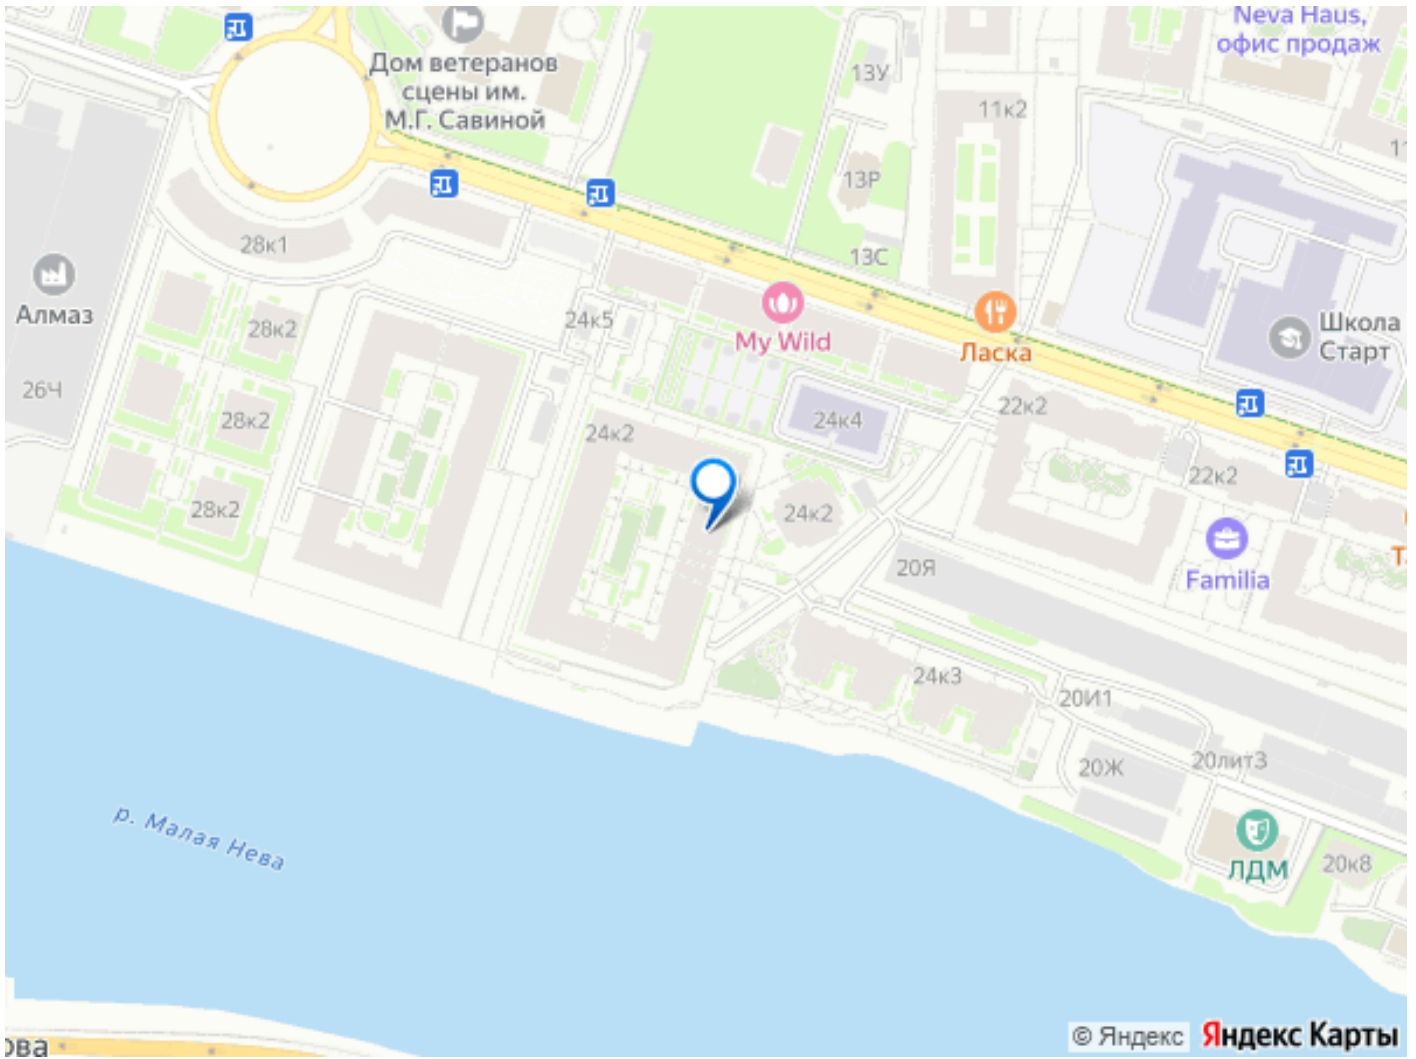 Neva Haus,
офис продаж
Дом ветеранов
сцены им.
М.Г. Савиной
13У
11к2
13Р
13С
28к1
Алмаз
28к2
24к5
My Wild
Ласка
Школа
Старт
26Ч
28к2
24к2
24к4
22к2
22к2
28к2
24к2
20Я
Familia
24к3
20И1
20Ж
20лит3
р. Малая Нева
ЛДМ
20к8
ова
© Яндекс
Яндекс Карты